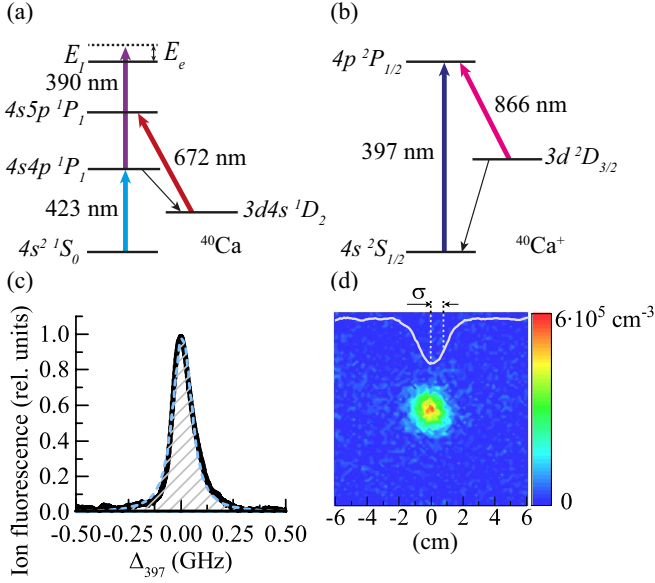 (a)
E_I
E_e
390 nm
4s5p ¹P₁
4s4p ¹P₁
672 nm
423 nm
3d4s ¹D₂
4s² ¹S₀
⁴⁰Ca
(b)
4p ²P₁/₂
866 nm
397 nm
3d ²D₃/₂
4s ²S₁/₂
⁴⁰Ca⁺
(c)
Ion fluorescence (rel. units)
1.0
0.8
0.6
0.4
0.2
0.0
-0.50 -0.25 0.00 0.25 0.50
Δ₃₉₇ (GHz)
(d)
σ
6·10⁵ cm⁻³
0
-6 -4 -2 0 2 4 6
(cm)